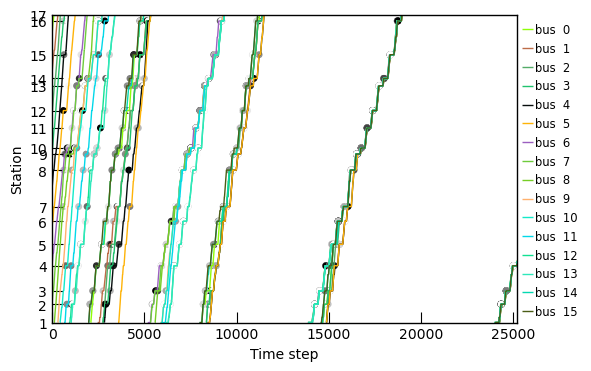 17
16
15
14
13
12
11
10
9
8
7
6
5
4
3
2
1
Station
0
5000
10000
15000
20000
25000
Time step
bus 0
bus 1
bus 2
bus 3
bus 4
bus 5
bus 6
bus 7
bus 8
bus 9
bus 10
bus 11
bus 12
bus 13
bus 14
bus 15